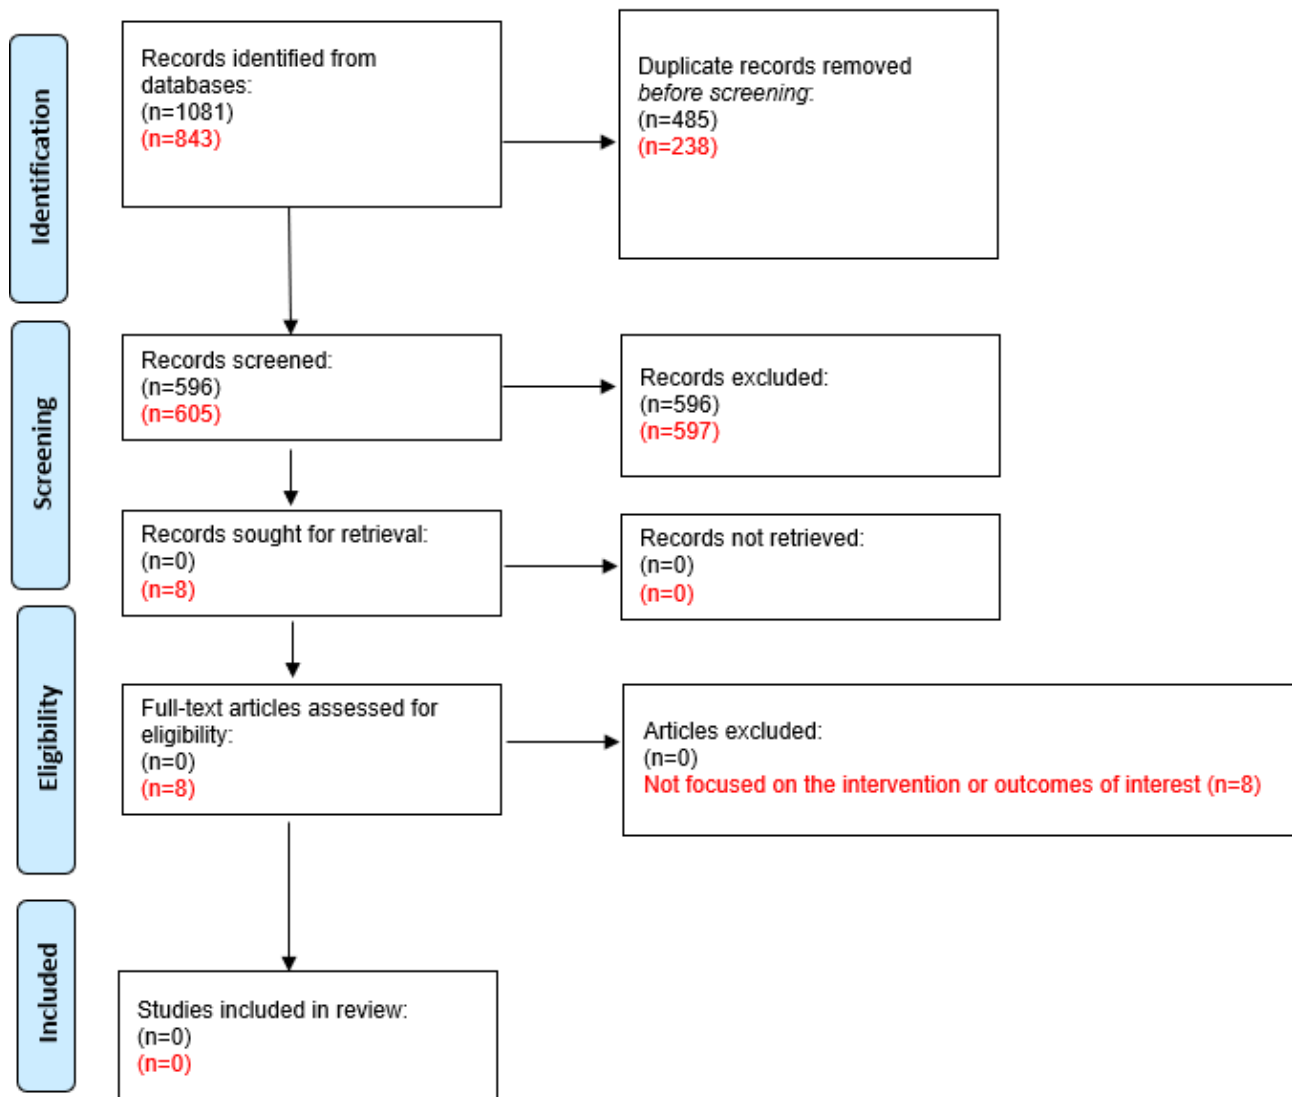 Identification
Records identified from
databases:
(n=1081)
(n=843)
Duplicate records removed
before screening:
(n=485)
(n=238)
Screening
Records screened:
(n=596)
(n=605)
Records excluded:
(n=596)
(n=597)
Records sought for retrieval:
(n=0)
(n=8)
Records not retrieved:
(n=0)
(n=0)
Eligibility
Full-text articles assessed for
eligibility:
(n=0)
(n=8)
Articles excluded:
(n=0)
Not focused on the intervention or outcomes of interest (n=8)
Included
Studies included in review:
(n=0)
(n=0)